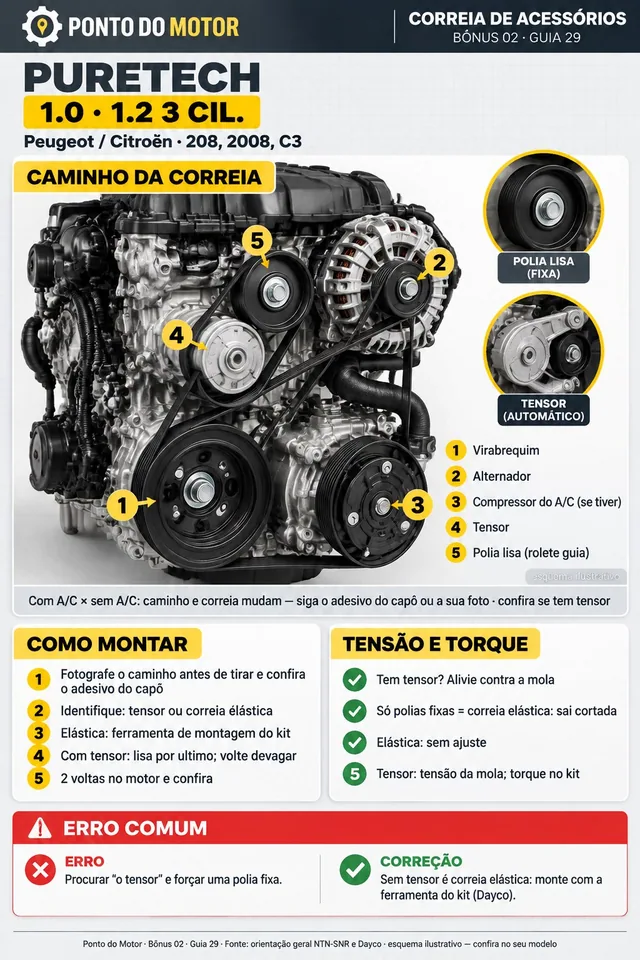 PONTO DO MOTOR
CORREIA DE ACESSÓRIOS
BÔNUS 02 · GUIA 29
PURETECH
1.0 · 1.2 3 CIL.
Peugeot / Citroën · 208, 2008, C3
CAMINHO DA CORREIA
5
2
4
1
3
POLIA LISA
(FIXA)
TENSOR
(AUTOMÁTICO)
1 Virabrequim
2 Alternador
3 Compressor do A/C (se tiver)
4 Tensor
5 Polia lisa (rolete guia)
esquema ilustrativo
Com A/C × sem A/C: caminho e correia mudam — siga o adesivo do capô ou a sua foto · confira se tem tensor
COMO MONTAR
1 Fotografe o caminho antes de tirar e confira
o adesivo do capô
2 Identifique: tensor ou correia élástica
3 Elástica: ferramenta de montagem do kit
4 Com tensor: lisa por ultimo; volte devagar
5 2 voltas no motor e confira
TENSÃO E TORQUE
Tem tensor? Alivie contra a mola
Só polias fixas = correia elástica: sai cortada
Elástica: sem ajuste
5 Tensor: tensão da mola; torque no kit
ERRO COMUM
ERRO
Procurar “o tensor” e forçar uma polia fixa.
CORREÇÃO
Sem tensor é correia elástica: monte com a
ferramenta do kit (Dayco).
Ponto do Motor · Bônus 02 · Guia 29 · Fonte: orientação geral NTN-SNR e Dayco · esquema ilustrativo — confira no seu modelo